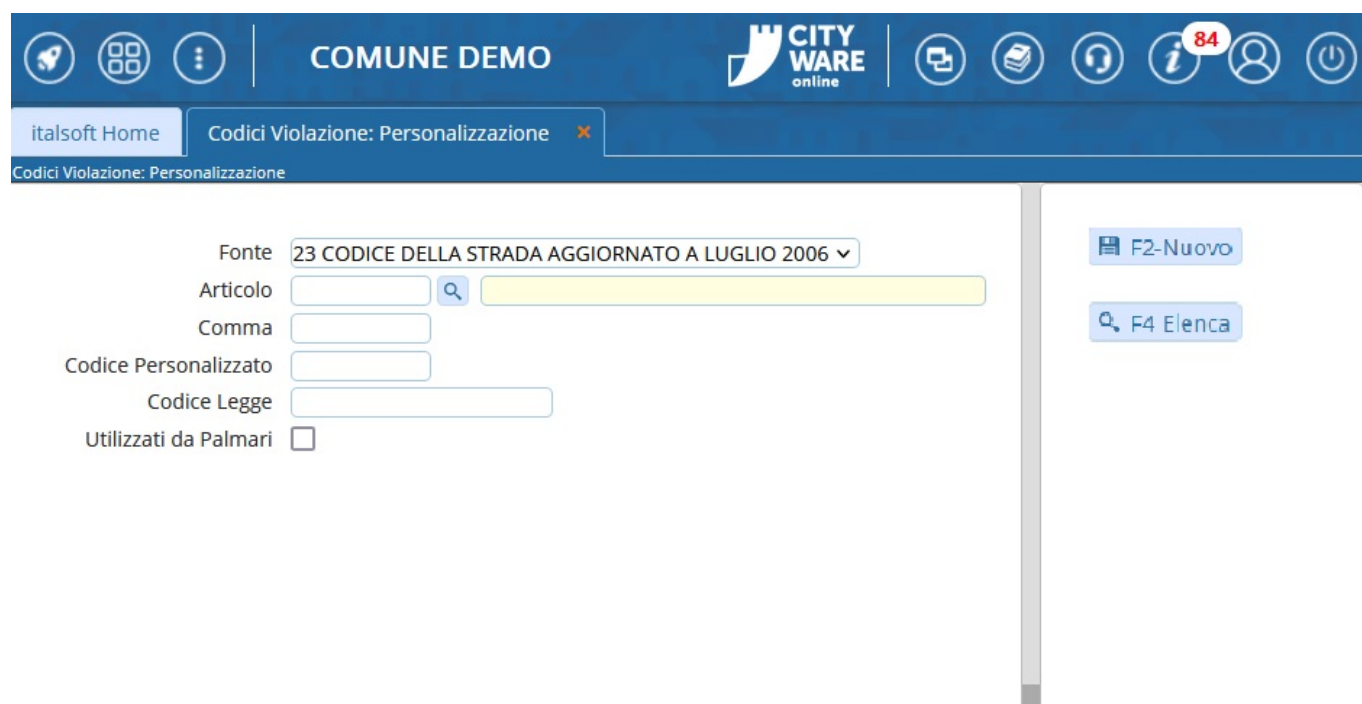 COMUNE DEMO
CITY
WARE
online
84
italsoft Home
Codici Violazione: Personalizzazione
Codici Violazione: Personalizzazione
Fonte 23 CODICE DELLA STRADA AGGIORNATO A LUGLIO 2006
Articolo
Comma
Codice Personalizzato
Codice Legge
Utilizzati da Palmari
F2-Nuovo
F4 Elenca